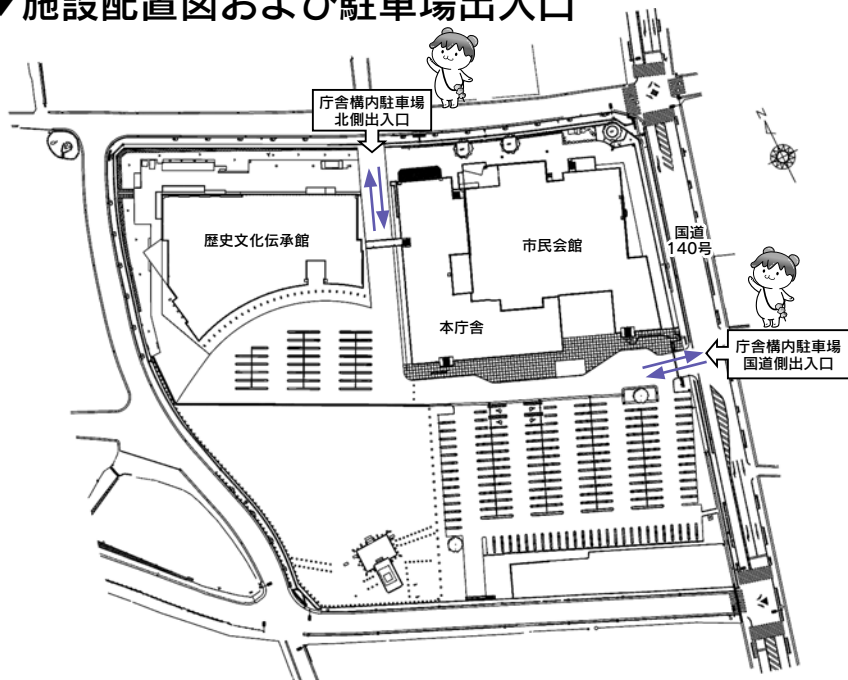 ▼施設配置図および駐車場出入口
庁舎構内駐車場
北側出入口
N
歴史文化伝承館
市民会館
国道
140号
本庁舎
庁舎構内駐車場
国道側出入口